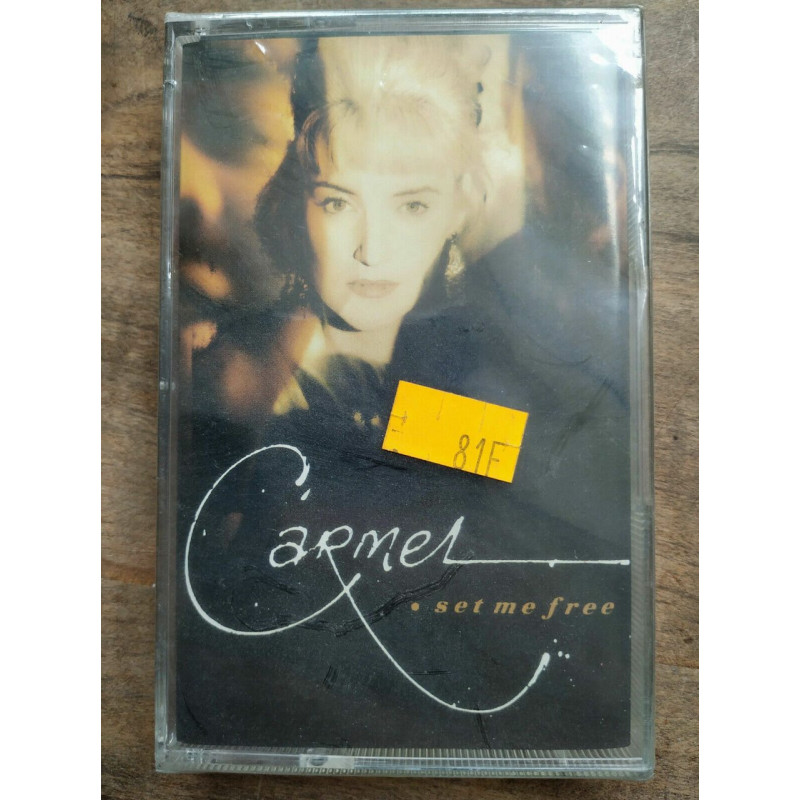 81F
Carmel
• set me free